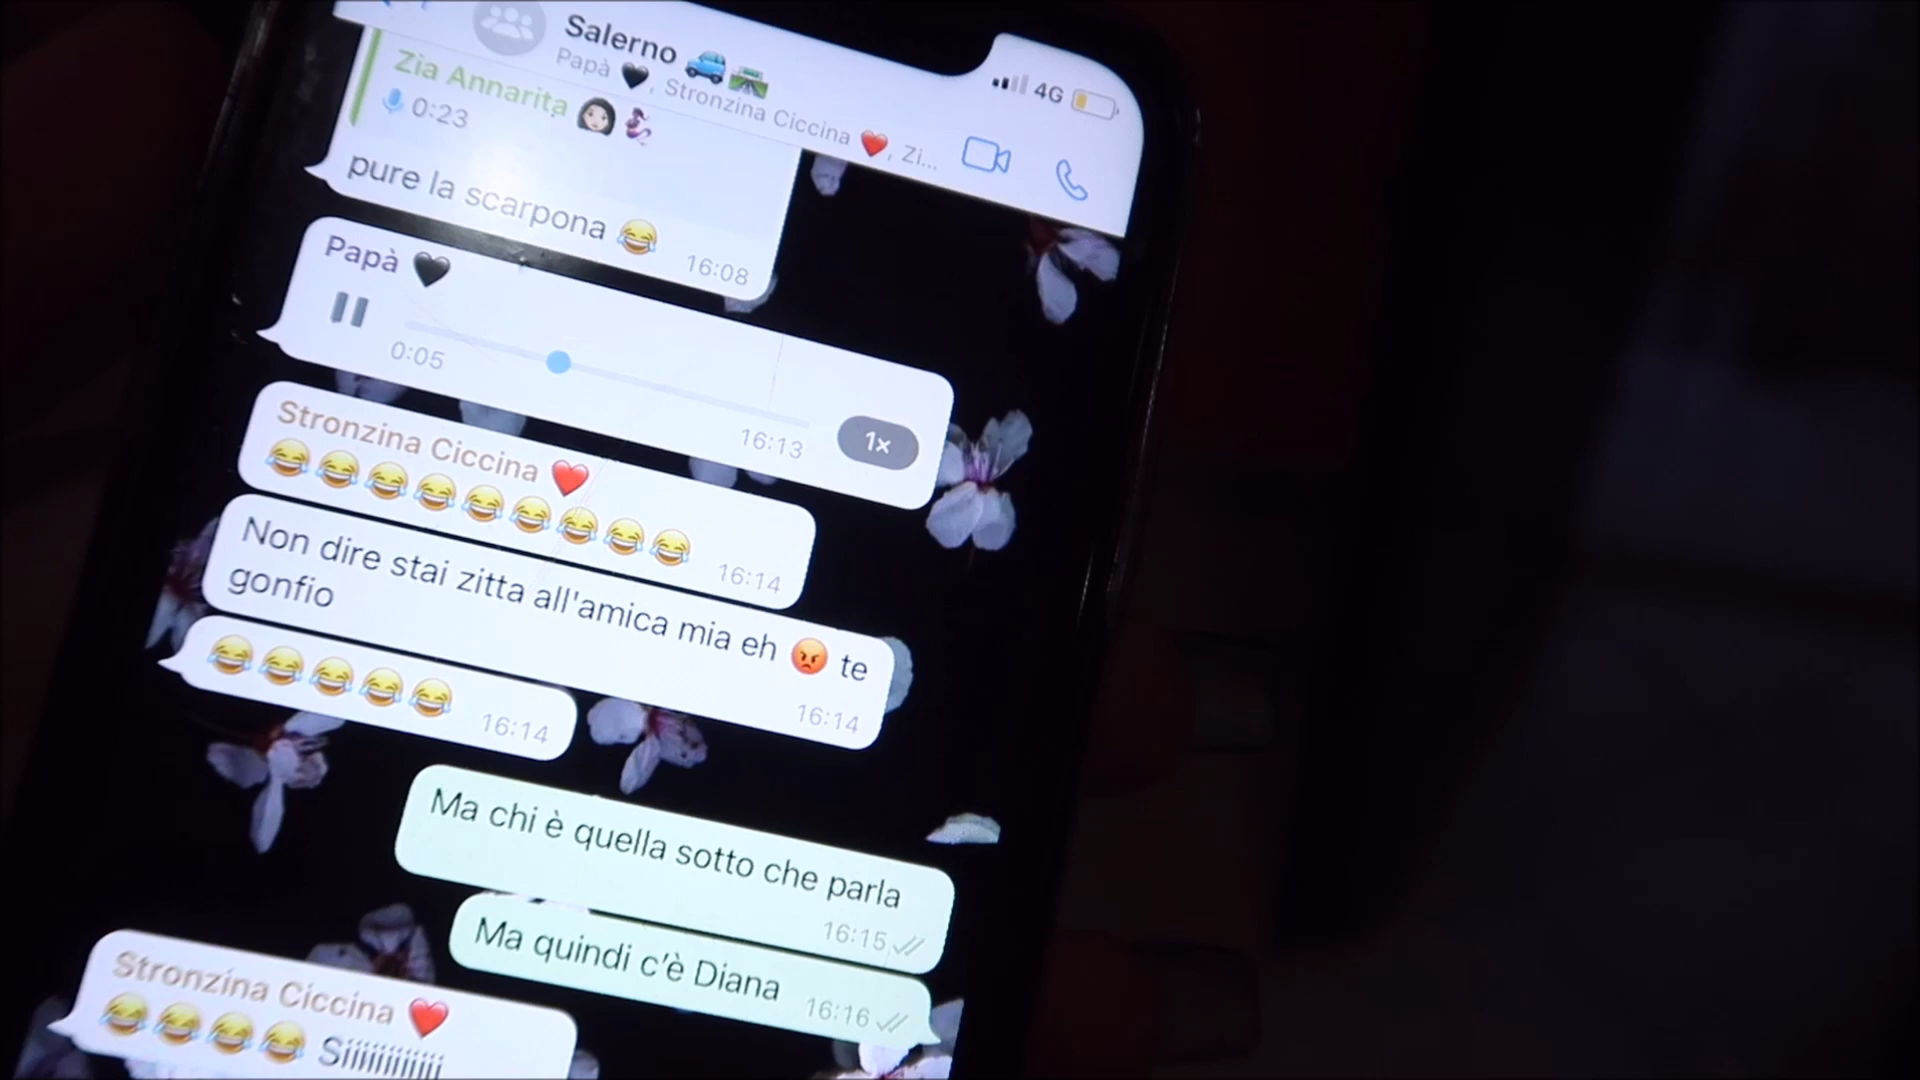 Salerno 🚙🛣️
4G
Papà 🖤, Stronzina Ciccina ❤️, Zi...
Zia Annarita 👩🏻🧜🏻‍♀️
0:23
pure la scarpona 😂
16:08
Papà 🖤
0:05
16:13
1×
Stronzina Ciccina ❤️
😂😂😂😂😂😂😂😂😂
16:14
Non dire stai zitta all'amica mia eh 😡 te
gonfio
16:14
😂😂😂😂😂
16:14
Ma chi è quella sotto che parla
16:15
Ma quindi c'è Diana
16:16
Stronzina Ciccina ❤️
😂😂😂😂 Siiiiiiiiiiii